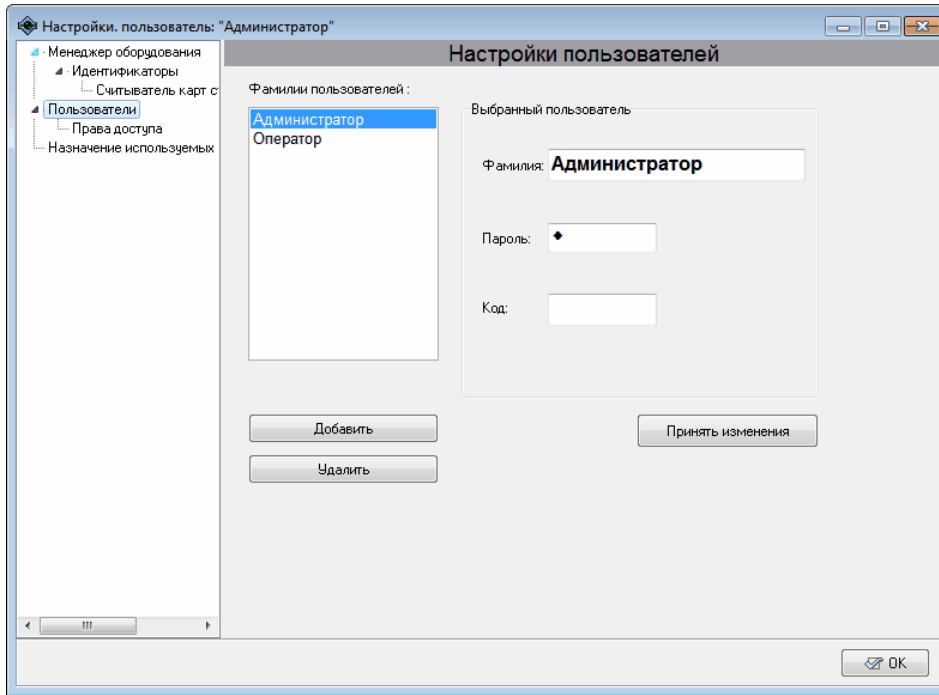 Настройки. пользователь: "Администратор"
Менеджер оборудования
Идентификаторы
Считыватель карт
Пользователи
Права доступа
Назначение используемых
Настройки пользователей
Фамилии пользователей :
Администратор
Оператор
Выбранный пользователь
Фамилия: Администратор
Пароль:
Код:
Добавить
Удалить
Принять изменения
OK